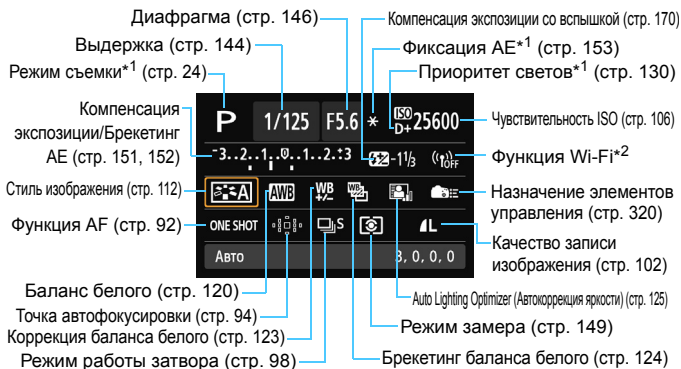 Диафрагма (стр. 146)
Компенсация экспозиции со вспышкой (стр. 170)
Выдержка (стр. 144)
Фиксация AE*1 (стр. 153)
Режим съемки*1 (стр. 24)
Приоритет светов*1 (стр. 130)
Компенсация
экспозиции/Брекетинг
AE (стр. 151, 152)
P 1/125 F5.6 * ISO D+ 25600
Чувствительность ISO (стр. 106)
-3..2..1..0..1..2.+3 -1 1/3 OFF
Функция Wi-Fi*2
Стиль изображения (стр. 112)
A AWB WB +/-  WB
Назначение элементов
управления (стр. 320)
Функция AF (стр. 92)
ONE SHOT S L
Качество записи
изображения (стр. 102)
Авто 3, 0, 0, 0
Баланс белого (стр. 120)
Auto Lighting Optimizer (Автокоррекция яркости) (стр. 125)
Точка автофокусировки (стр. 94)
Режим замера (стр. 149)
Коррекция баланса белого (стр. 123)
Режим работы затвора (стр. 98)
Брекетинг баланса белого (стр. 124)